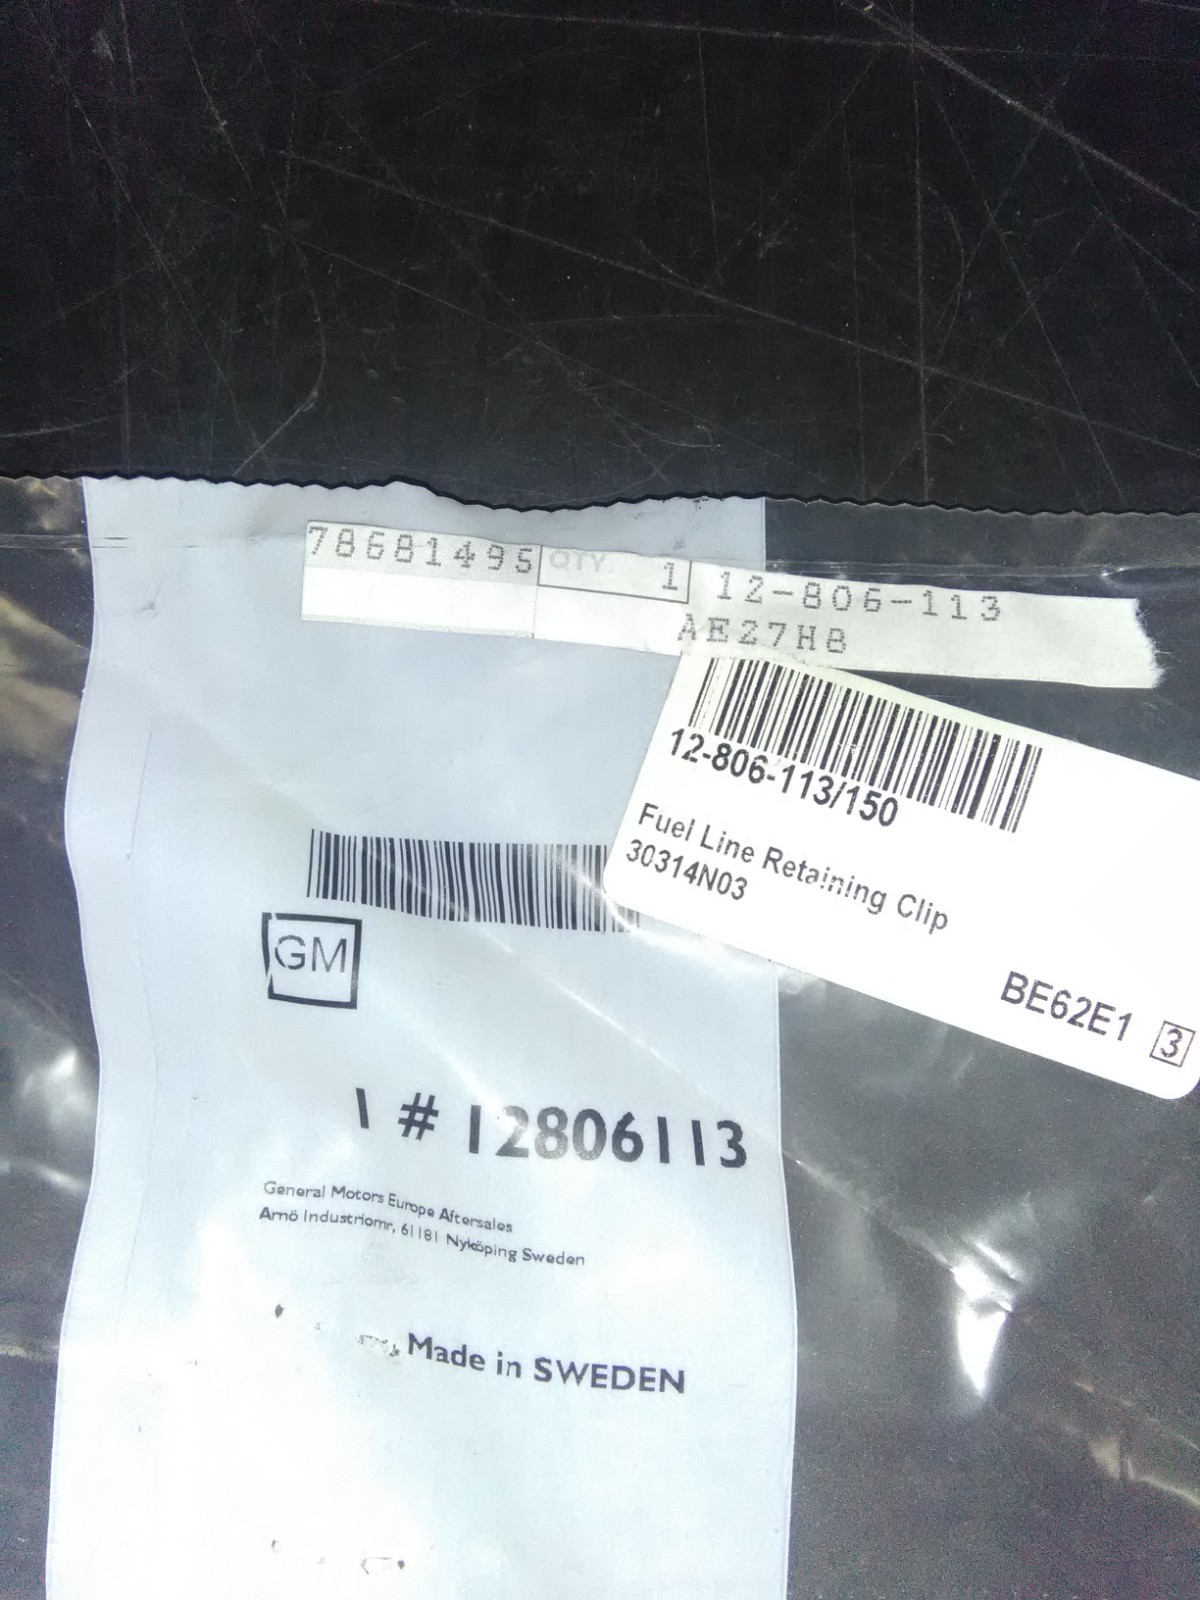 78681495 QTY. 1 12-806-113
AE27H8
12-806-113/150
Fuel Line Retaining Clip
30314N03
BE62E1 3
GM
1 # 12806113
General Motors Europe Aftersales
Arnö Industriomr, 61181 Nyköping Sweden
Made in SWEDEN